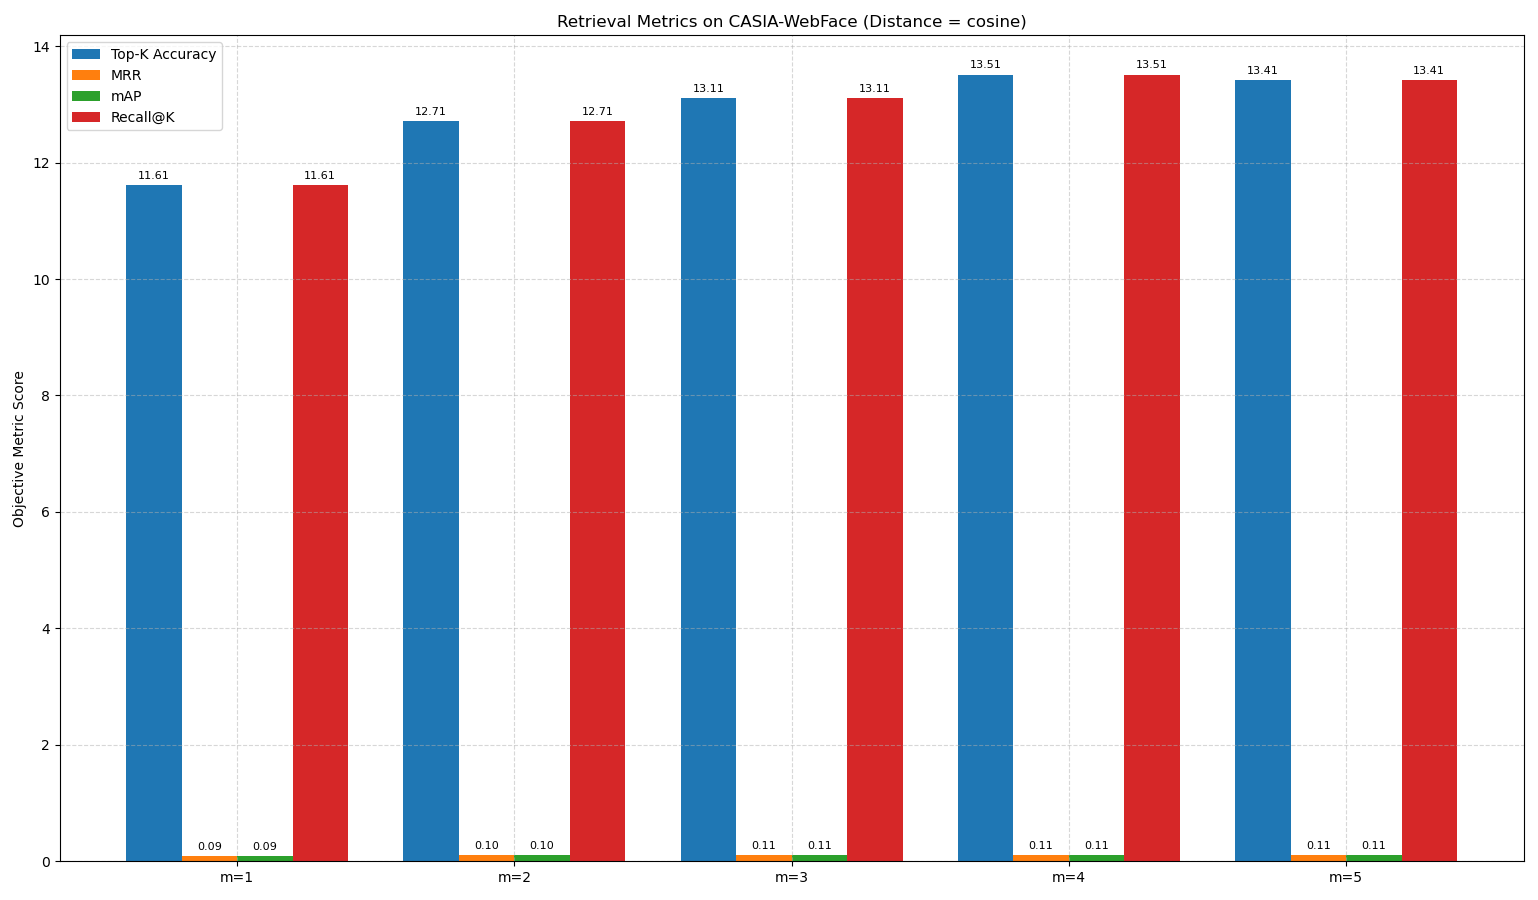 Retrieval Metrics on CASIA-WebFace (Distance = cosine)
Top-K Accuracy
MRR
mAP
Recall@K
Objective Metric Score
14
12
10
8
6
4
2
0
11.61
0.09
0.09
11.61
12.71
0.10
0.10
12.71
13.11
0.11
0.11
13.11
13.51
0.11
0.11
13.51
13.41
0.11
0.11
13.41
m=1
m=2
m=3
m=4
m=5